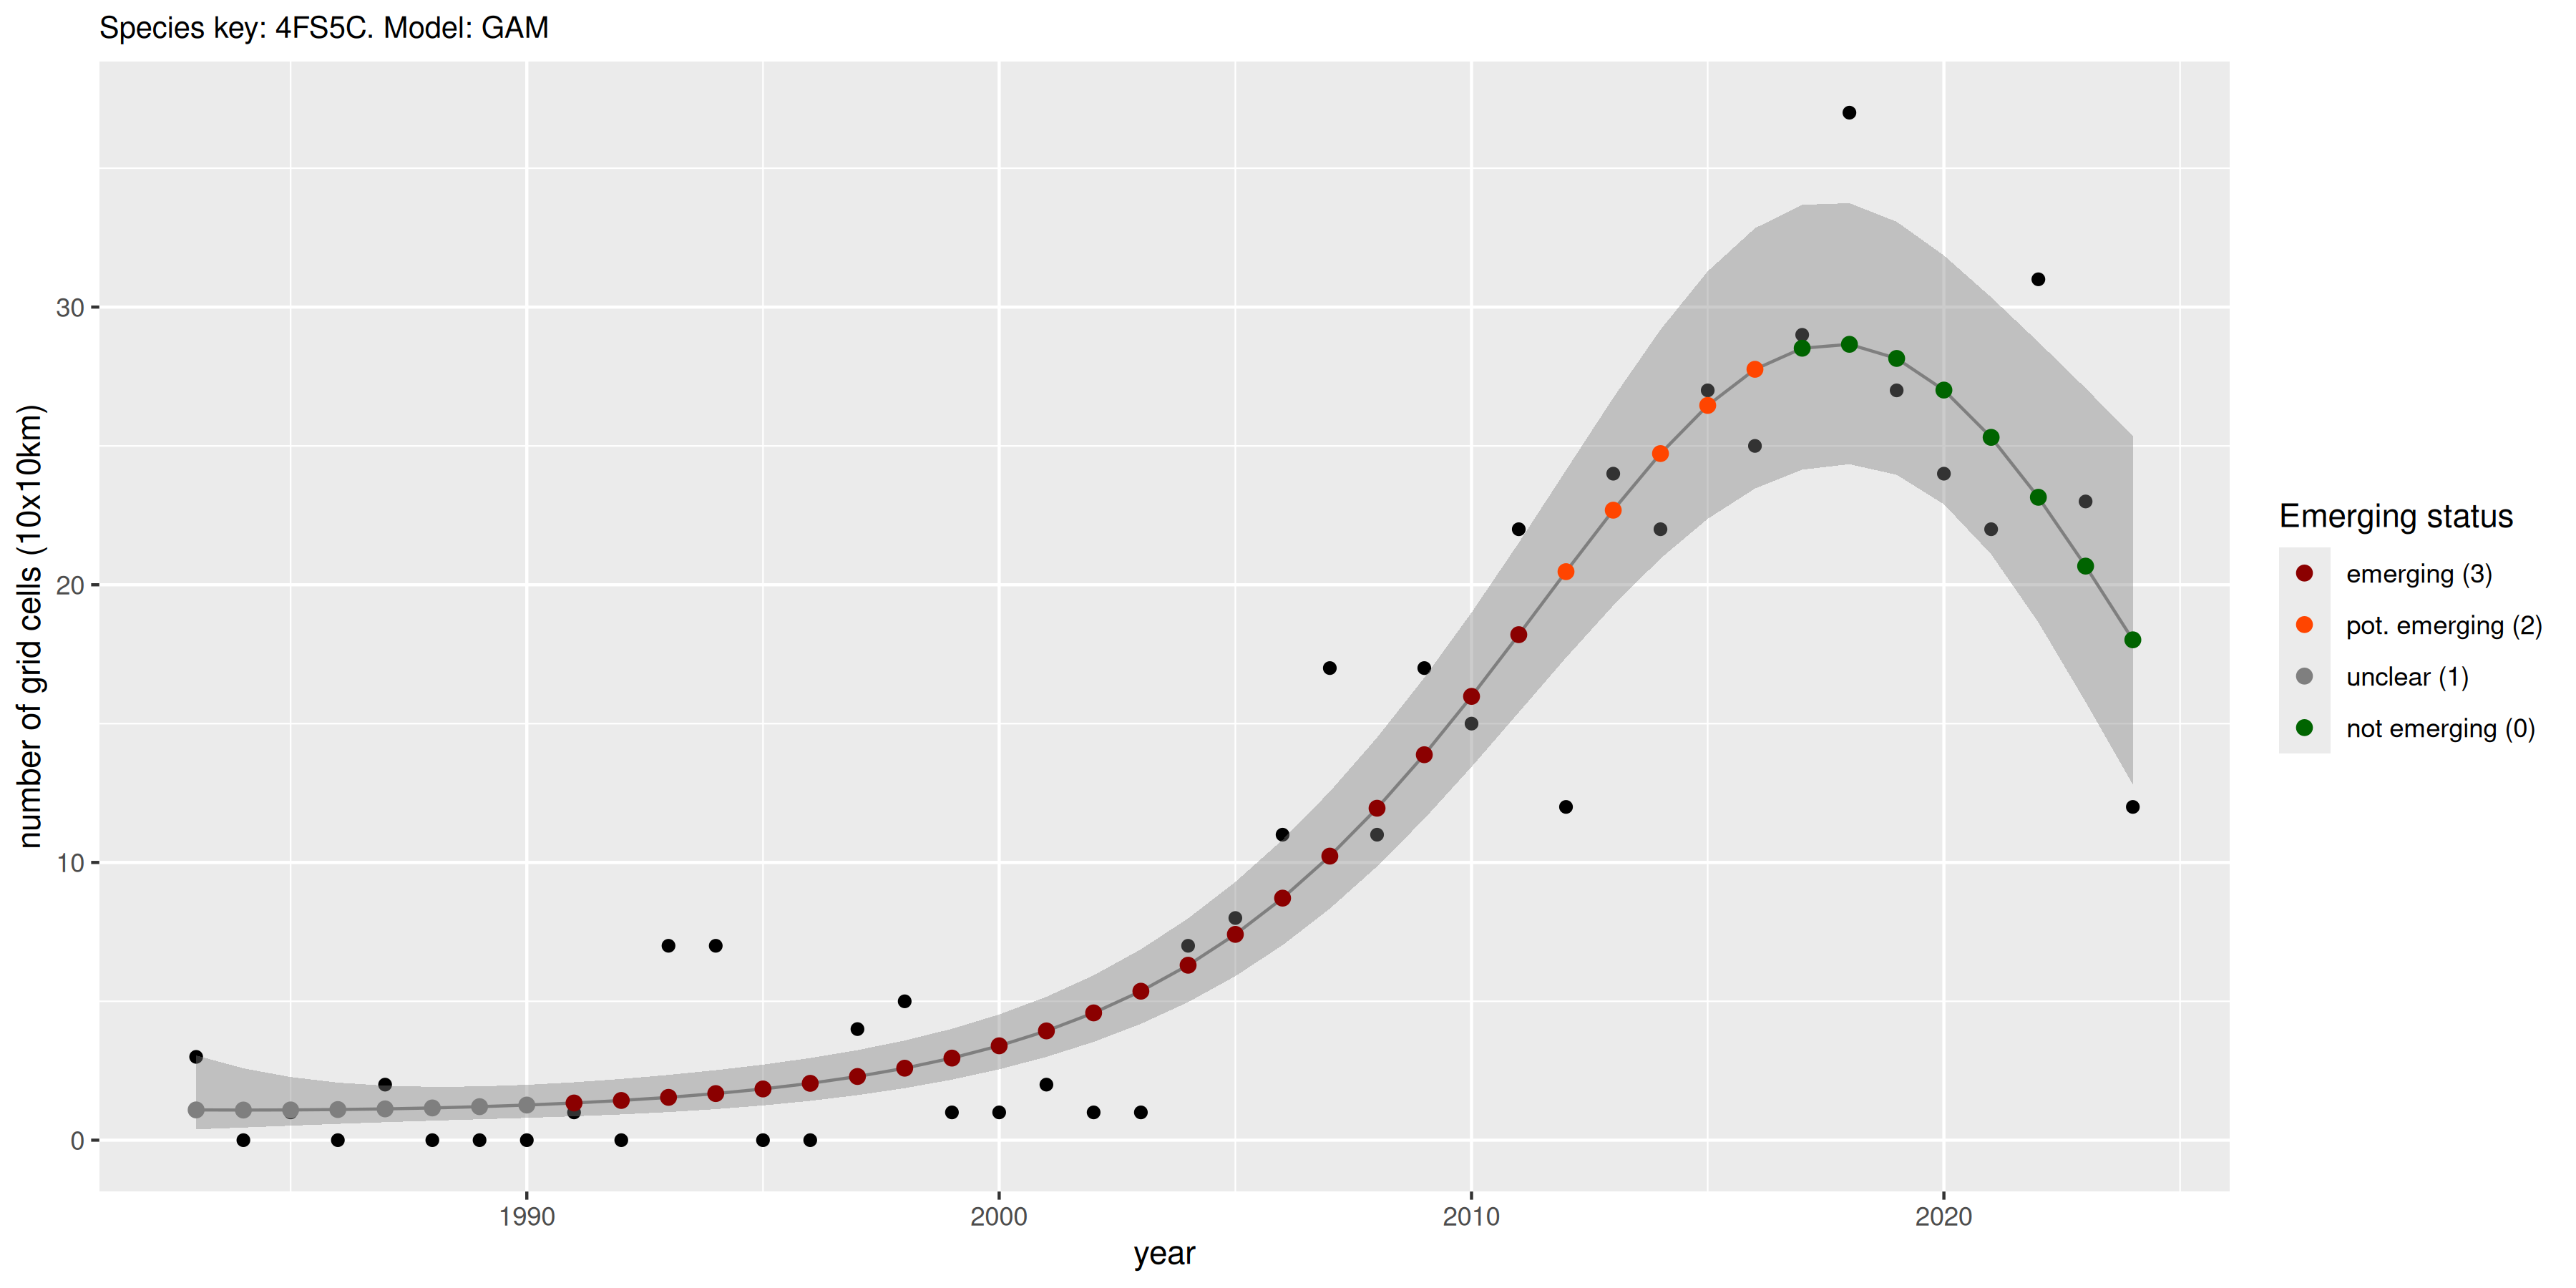 Species key: 4FS5C. Model: GAM
number of grid cells (10x10km)
30
20
10
0
1990
2000
2010
2020
year
Emerging status
emerging (3)
pot. emerging (2)
unclear (1)
not emerging (0)